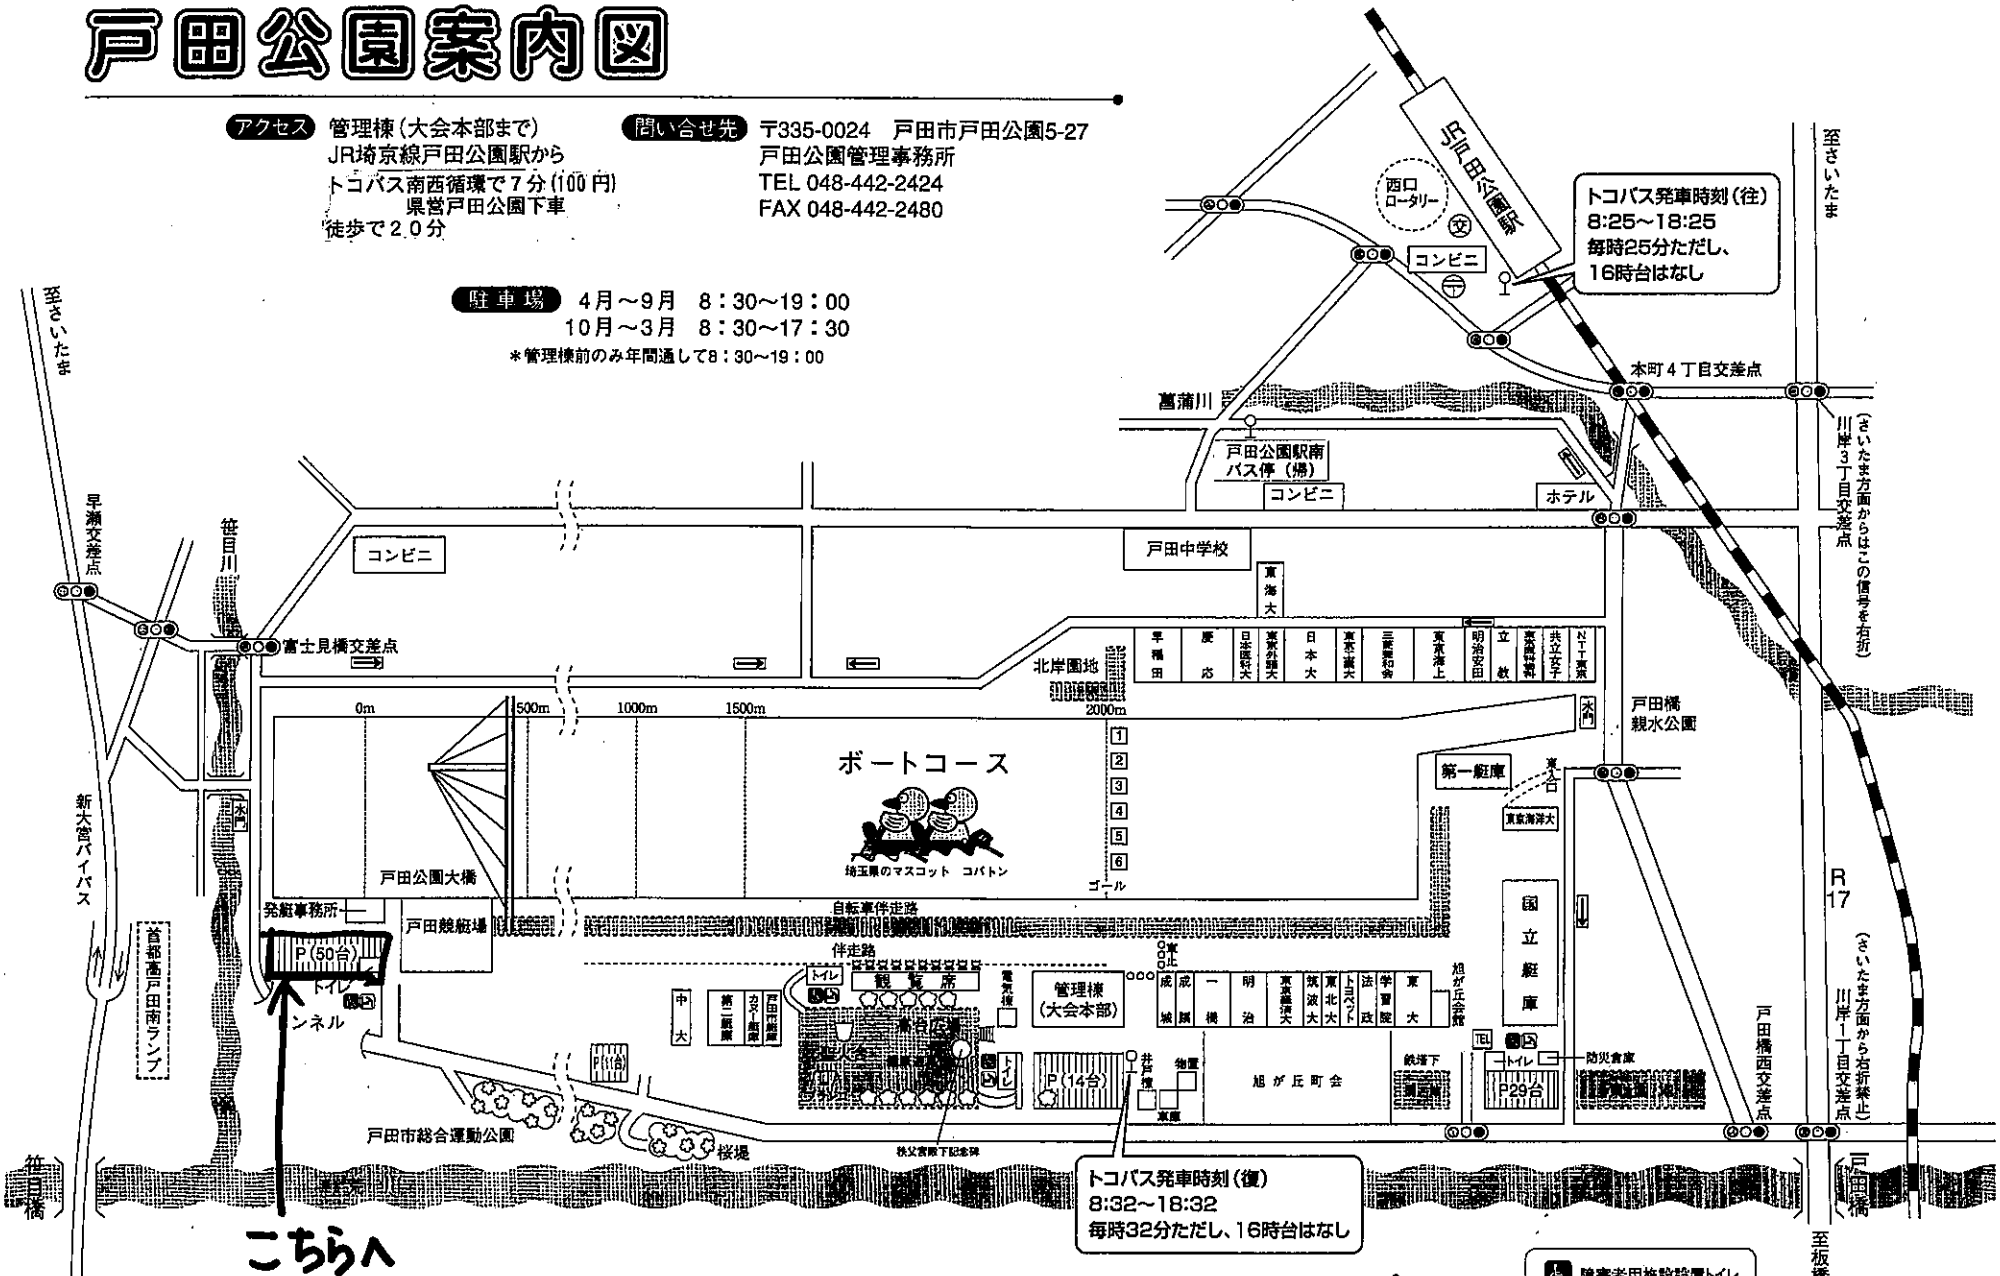 戸田公園案内図
アクセス
管理棟(大会本部まで)
JR埼京線戸田公園駅から
トコバス南西循環で7分(100円)
県営戸田公園下車
徒歩で20分
問い合せ先
〒335-0024 戸田市戸田公園5-27
戸田公園管理事務所
TEL 048-442-2424
FAX 048-442-2480
駐車場
4月～9月 8:30～19:00
10月～3月 8:30～17:30
*管理棟前のみ年間通して8:30～19:00
JR戸田公園駅
西口
ロータリー
交
コンビニ
トコバス発車時刻(往)
8:25～18:25
毎時25分ただし、
16時台はなし
至さいたま
本町4丁目交差点
川岸3丁目交差点
(さいたま方面からはこの信号を右折)
菖蒲川
戸田公園駅南
バス停(帰)
コンビニ
ホテル
戸田中学校
東海大
至さいたま
早瀬交差点
笹目川
コンビニ
富士見橋交差点
北岸園地
早稲田
慶応
日本医科大
東京外語大
日本大
東京工業大
三菱養和会
東京海上
明治安田
立教
東医歯科
共立女子
NTT東京
水門
戸田橋
親水公園
0m
500m
1000m
1500m
2000m
ボートコース
1
2
3
4
5
6
ゴール
埼玉県のマスコット コバトン
第一艇庫
東入口
東京海洋大
国立艇庫
R
17
水門
新大宮バイパス
首都高戸田南ランプ
戸田公園大橋
発艇事務所
戸田競艇場
自転車伴走路
伴走路
P(50台)
トイレ
ンネル
中大
第二艇庫
カヌー艇庫
戸田市艇庫
トイレ
観覧席
電気棟
管理棟
(大会本部)
車止
成城
成蹊
一橋
明治
東京経済大
筑波大
東北大
トヨペット
法政
学習院
東大
旭が丘会館
TEL
トイレ
防災倉庫
P29台
鉄塔下
旭が丘町会
P(14台)
井戸棟
物置
車庫
トイレ
P(11台)
戸田市総合運動公園
桜堤
秩父宮殿下記念碑
戸田橋西交差点
川岸1丁目交差点
(さいたま方面から右折禁止)
笹目橋
戸田橋
至板橋
トコバス発車時刻(復)
8:32～18:32
毎時32分ただし、16時台はなし
こちらへ